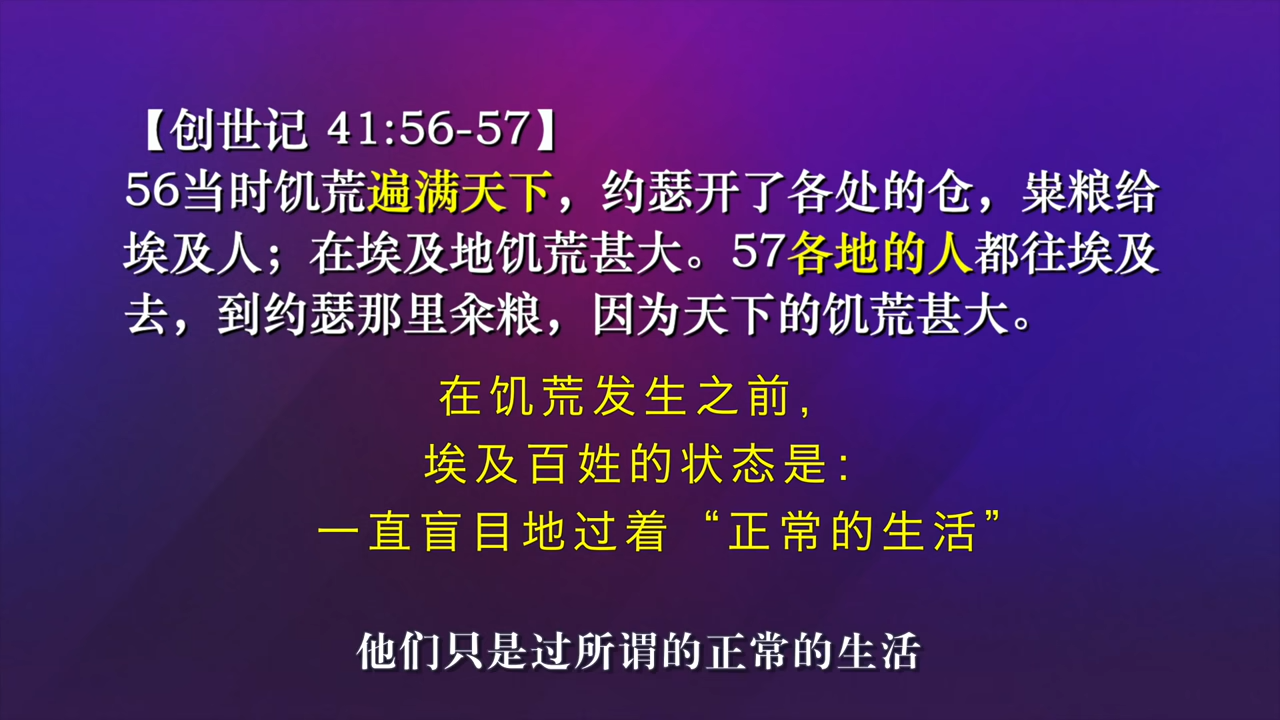 【创世记 41:56-57】
56当时饥荒遍满天下，约瑟开了各处的仓，粜粮给
埃及人；在埃及地饥荒甚大。57各地的人都往埃及
去，到约瑟那里籴粮，因为天下的饥荒甚大。
在饥荒发生之前，
埃及百姓的状态是：
一直盲目地过着“正常的生活”
他们只是过所谓的正常的生活